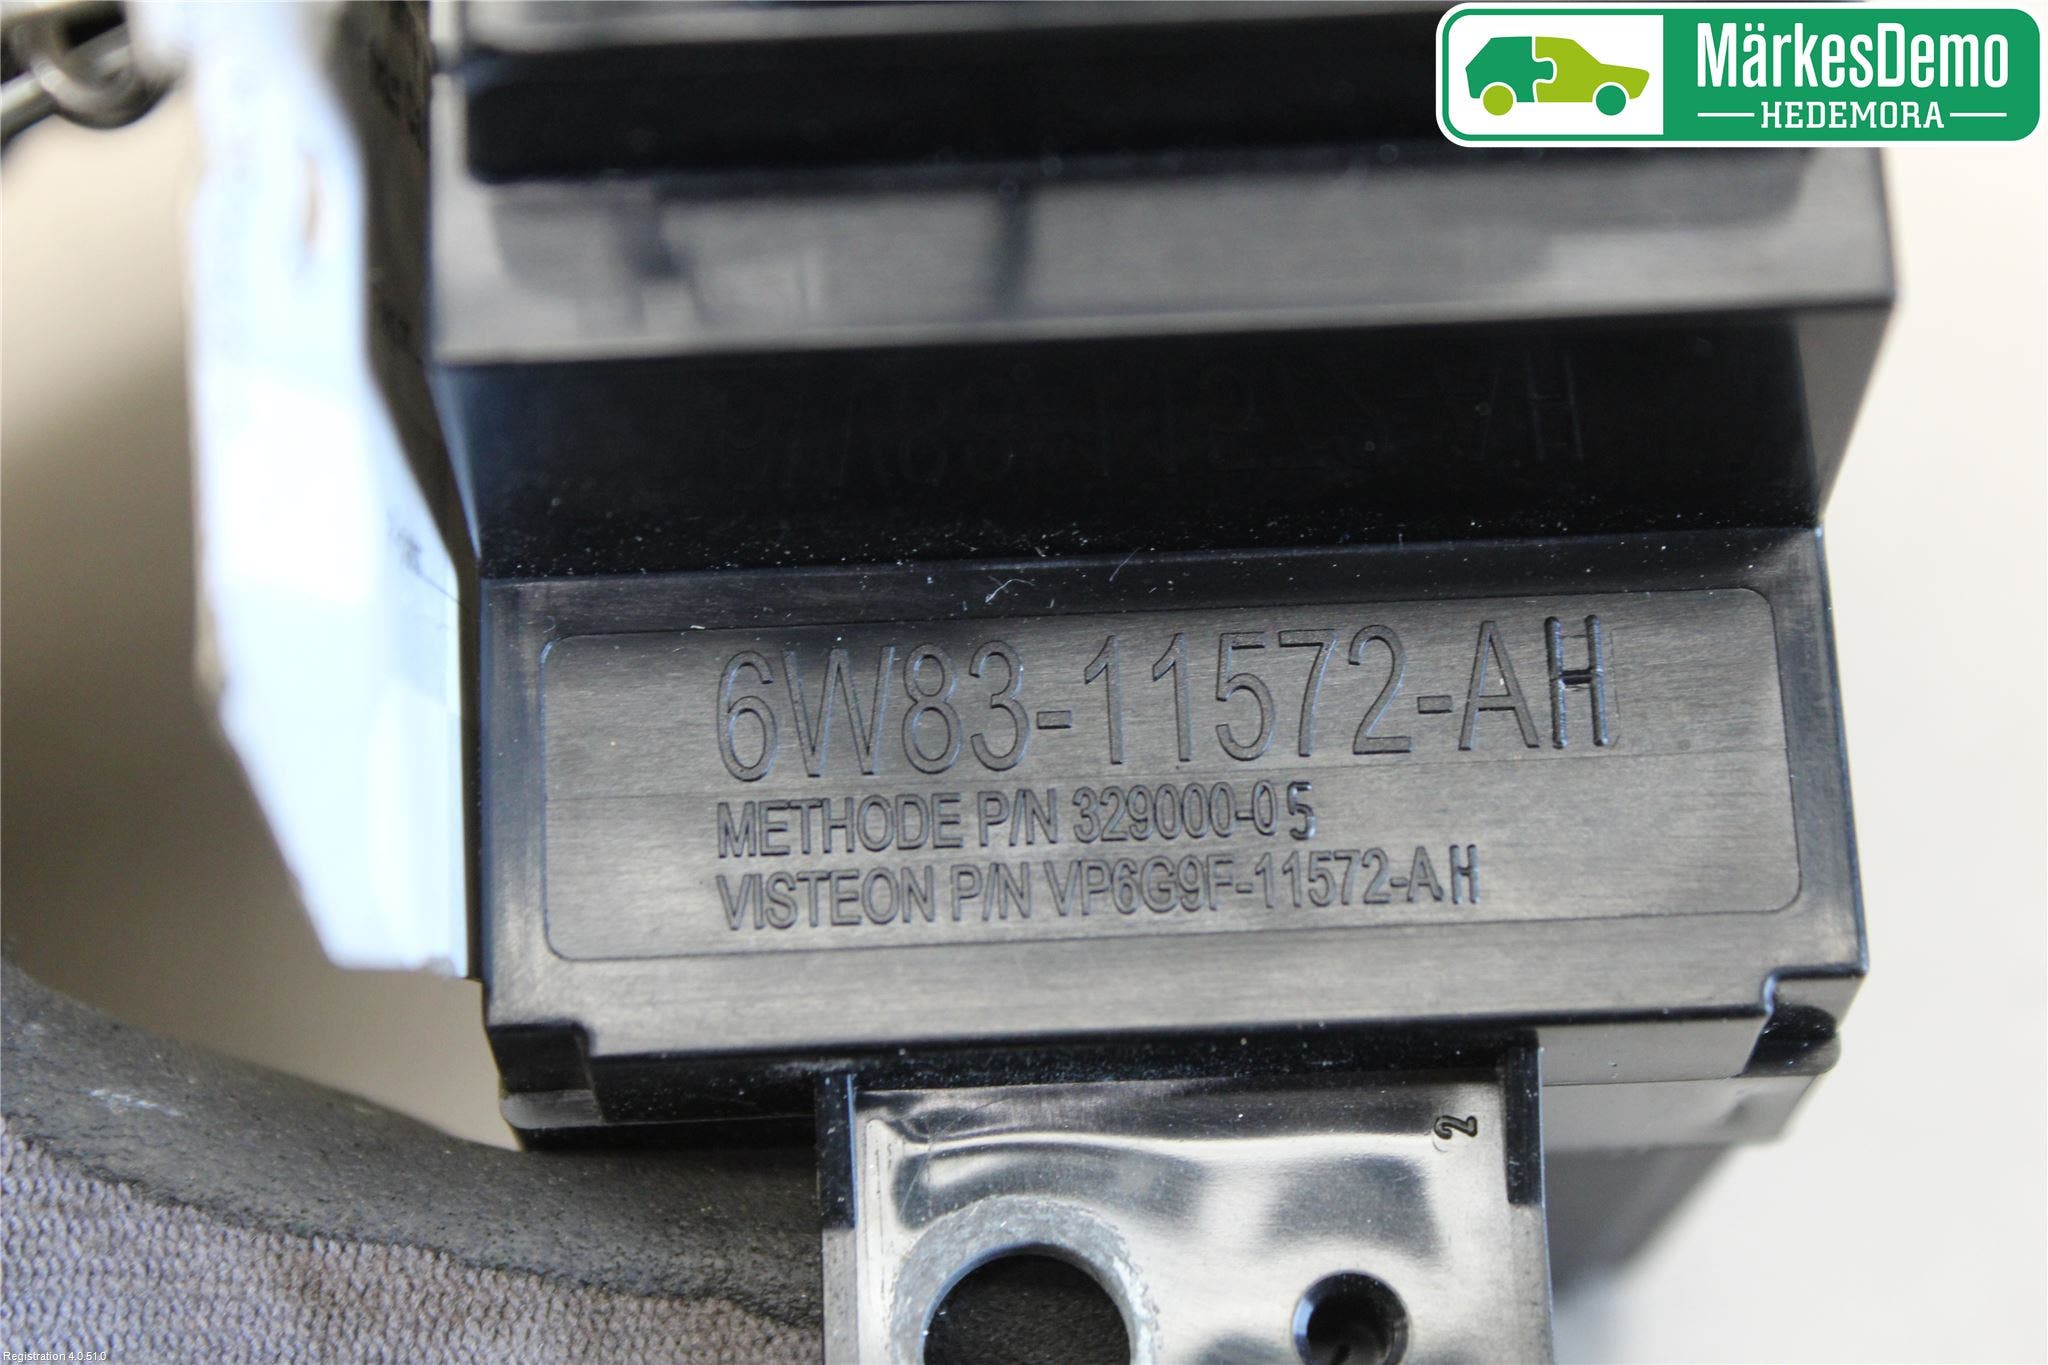 MärkesDemo
HEDEMORA
6W83-11572-AH
METHODE P/N 329000-05
VISTEON P/N VP6G9F-11572-AH
2
Registration 4.0.51.0